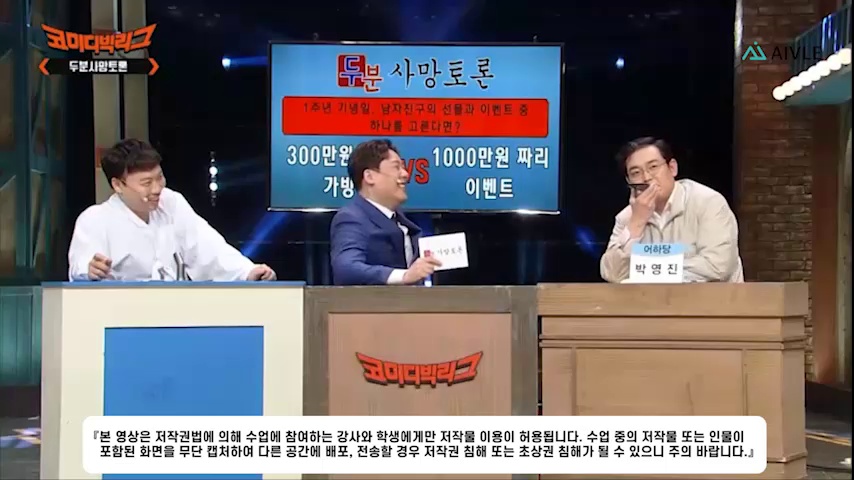 코미디빅리그
두분사망토론
AIVLE
두분 사망토론
1주년 기념일, 남자친구의 선물과 이벤트 중
하나를 고른다면?
300만원
가방
VS
1000만원 짜리
이벤트
두분 사망토론
어하당
박영진
코미디빅리그
『본 영상은 저작권법에 의해 수업에 참여하는 강사와 학생에게만 저작물 이용이 허용됩니다. 수업 중의 저작물 또는 인물이
포함된 화면을 무단 캡처하여 다른 공간에 배포, 전송할 경우 저작권 침해 또는 초상권 침해가 될 수 있으니 주의 바랍니다.』